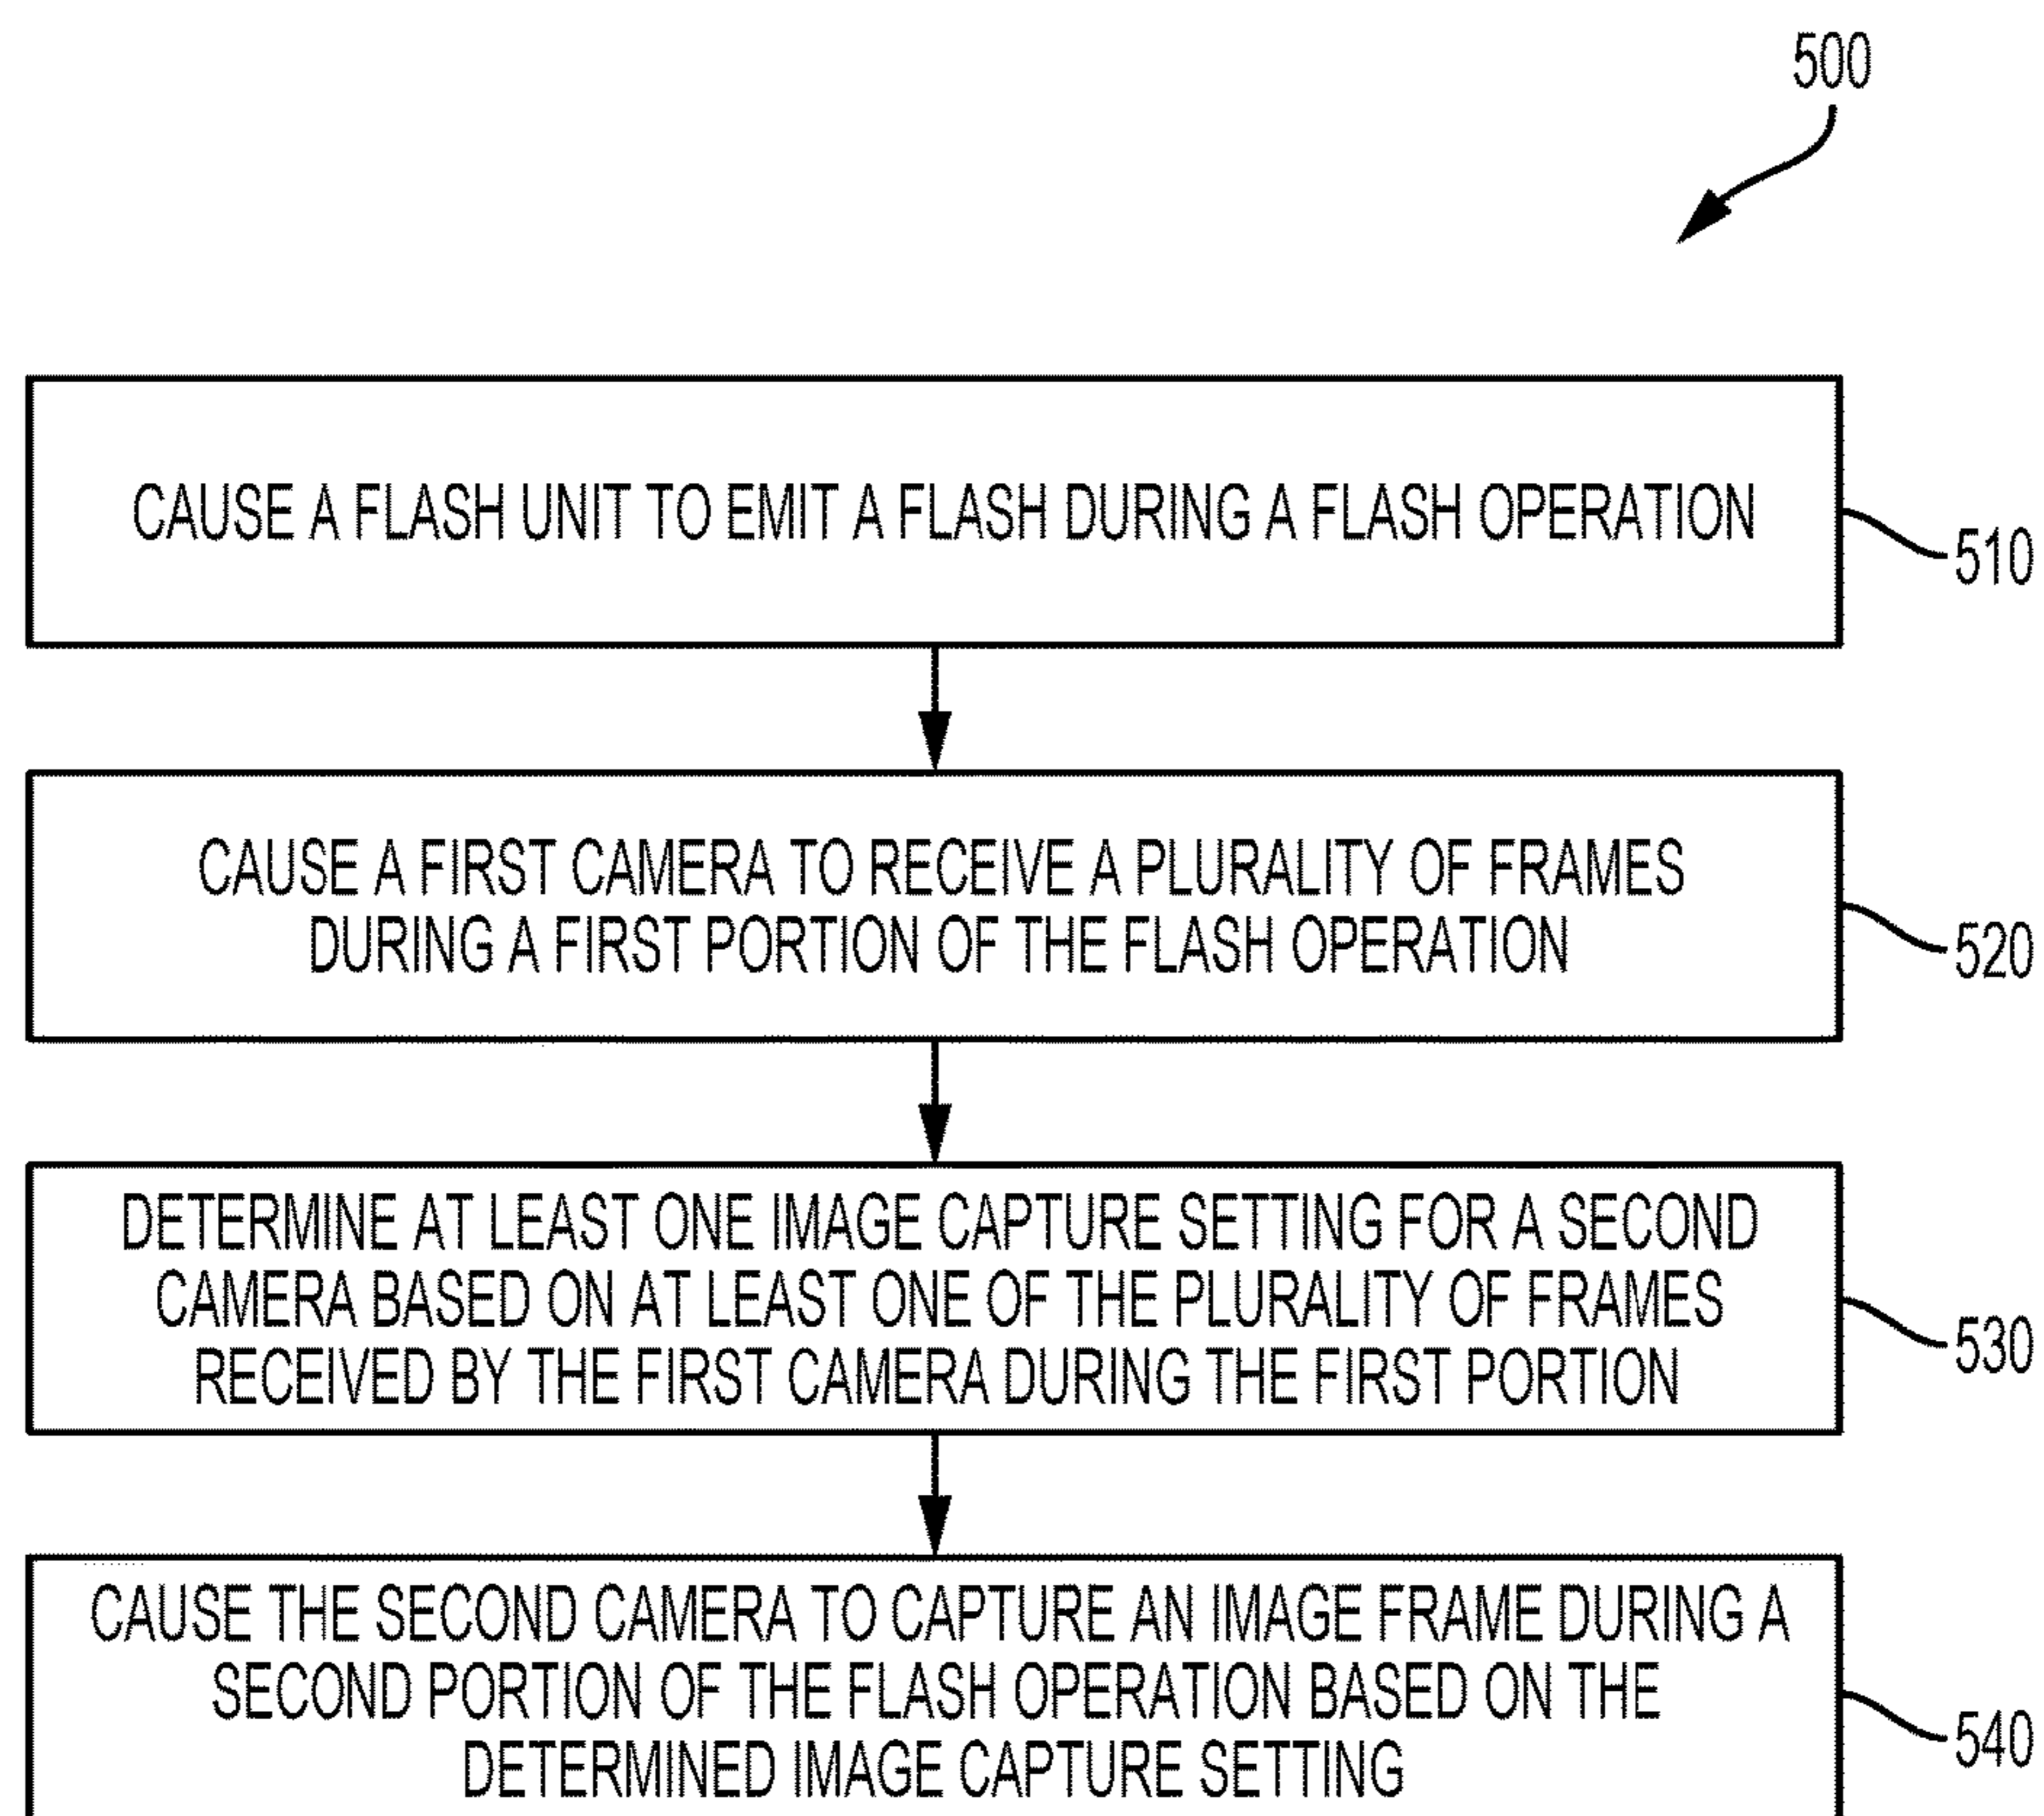 500
CAUSE A FLASH UNIT TO EMIT A FLASH DURING A FLASH OPERATION
510
CAUSE A FIRST CAMERA TO RECEIVE A PLURALITY OF FRAMES
DURING A FIRST PORTION OF THE FLASH OPERATION
520
DETERMINE AT LEAST ONE IMAGE CAPTURE SETTING FOR A SECOND
CAMERA BASED ON AT LEAST ONE OF THE PLURALITY OF FRAMES
RECEIVED BY THE FIRST CAMERA DURING THE FIRST PORTION
530
CAUSE THE SECOND CAMERA TO CAPTURE AN IMAGE FRAME DURING A
SECOND PORTION OF THE FLASH OPERATION BASED ON THE
DETERMINED IMAGE CAPTURE SETTING
540